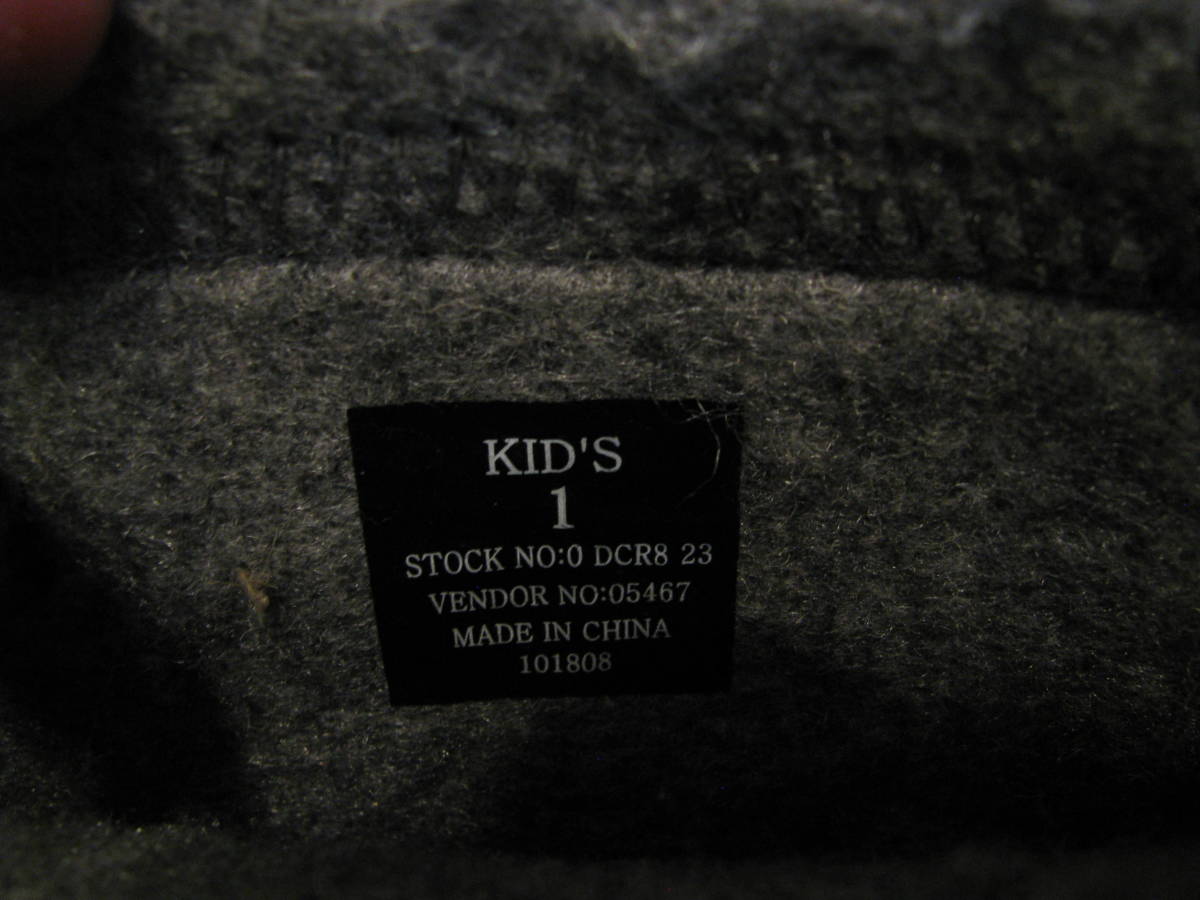 KID'S
1
STOCK NO:0 DCR8 23
VENDOR NO:05467
MADE IN CHINA
101808